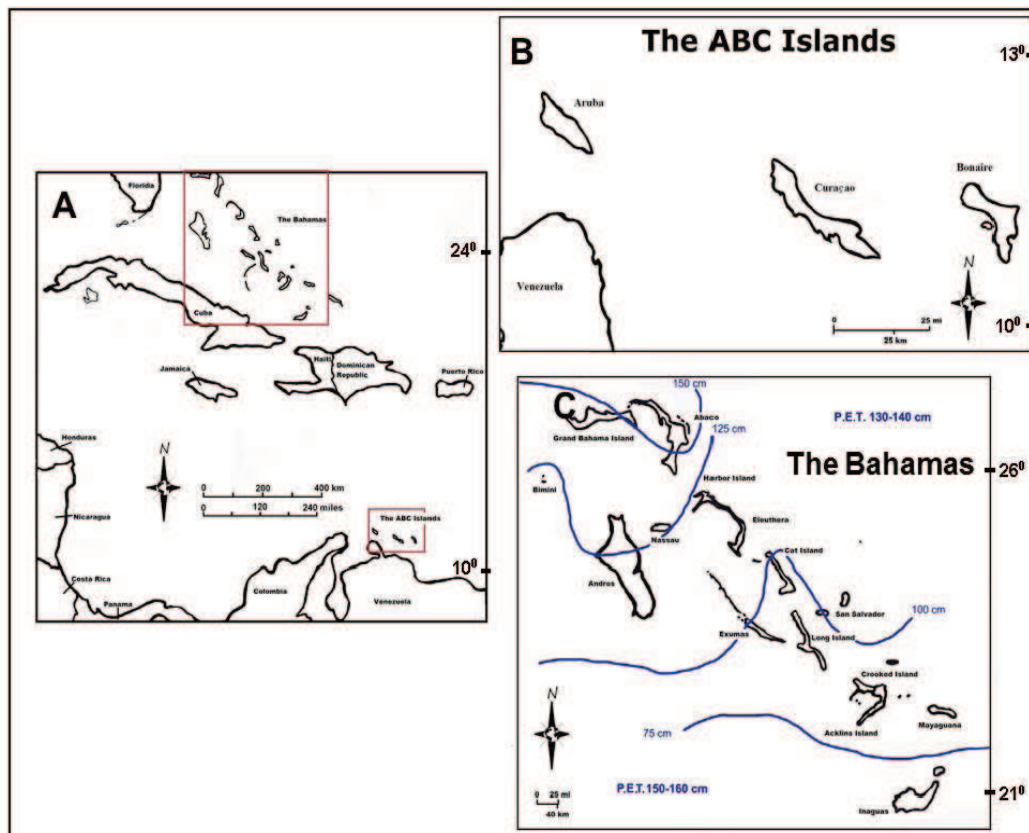 A
Florida
The Bahamas
24⁰
Cuba
Jamaica
Haiti
Dominican
Republic
Puerto Rico
Honduras
N
0 200 400 km
0 120 240 miles
Nicaragua
The ABC Islands
Costa Rica
Panama
Colombia
Venezuela
10⁰
B
The ABC Islands
13⁰
Aruba
Curaçao
Bonaire
Venezuela
N
0 25 mi
25 km
10⁰
C
150 cm
Abaco
125 cm
P.E.T. 130-140 cm
Grand Bahama Island
The Bahamas
26⁰
Bimini
Harbor Island
Eleuthera
Nassau
Cat Island
Andros
San Salvador
100 cm
Exumas
Long Island
Crooked Island
N
75 cm
Acklins Island
Mayaguana
P.E.T. 150-160 cm
0 25 mi
40 km
21⁰
Inaguas